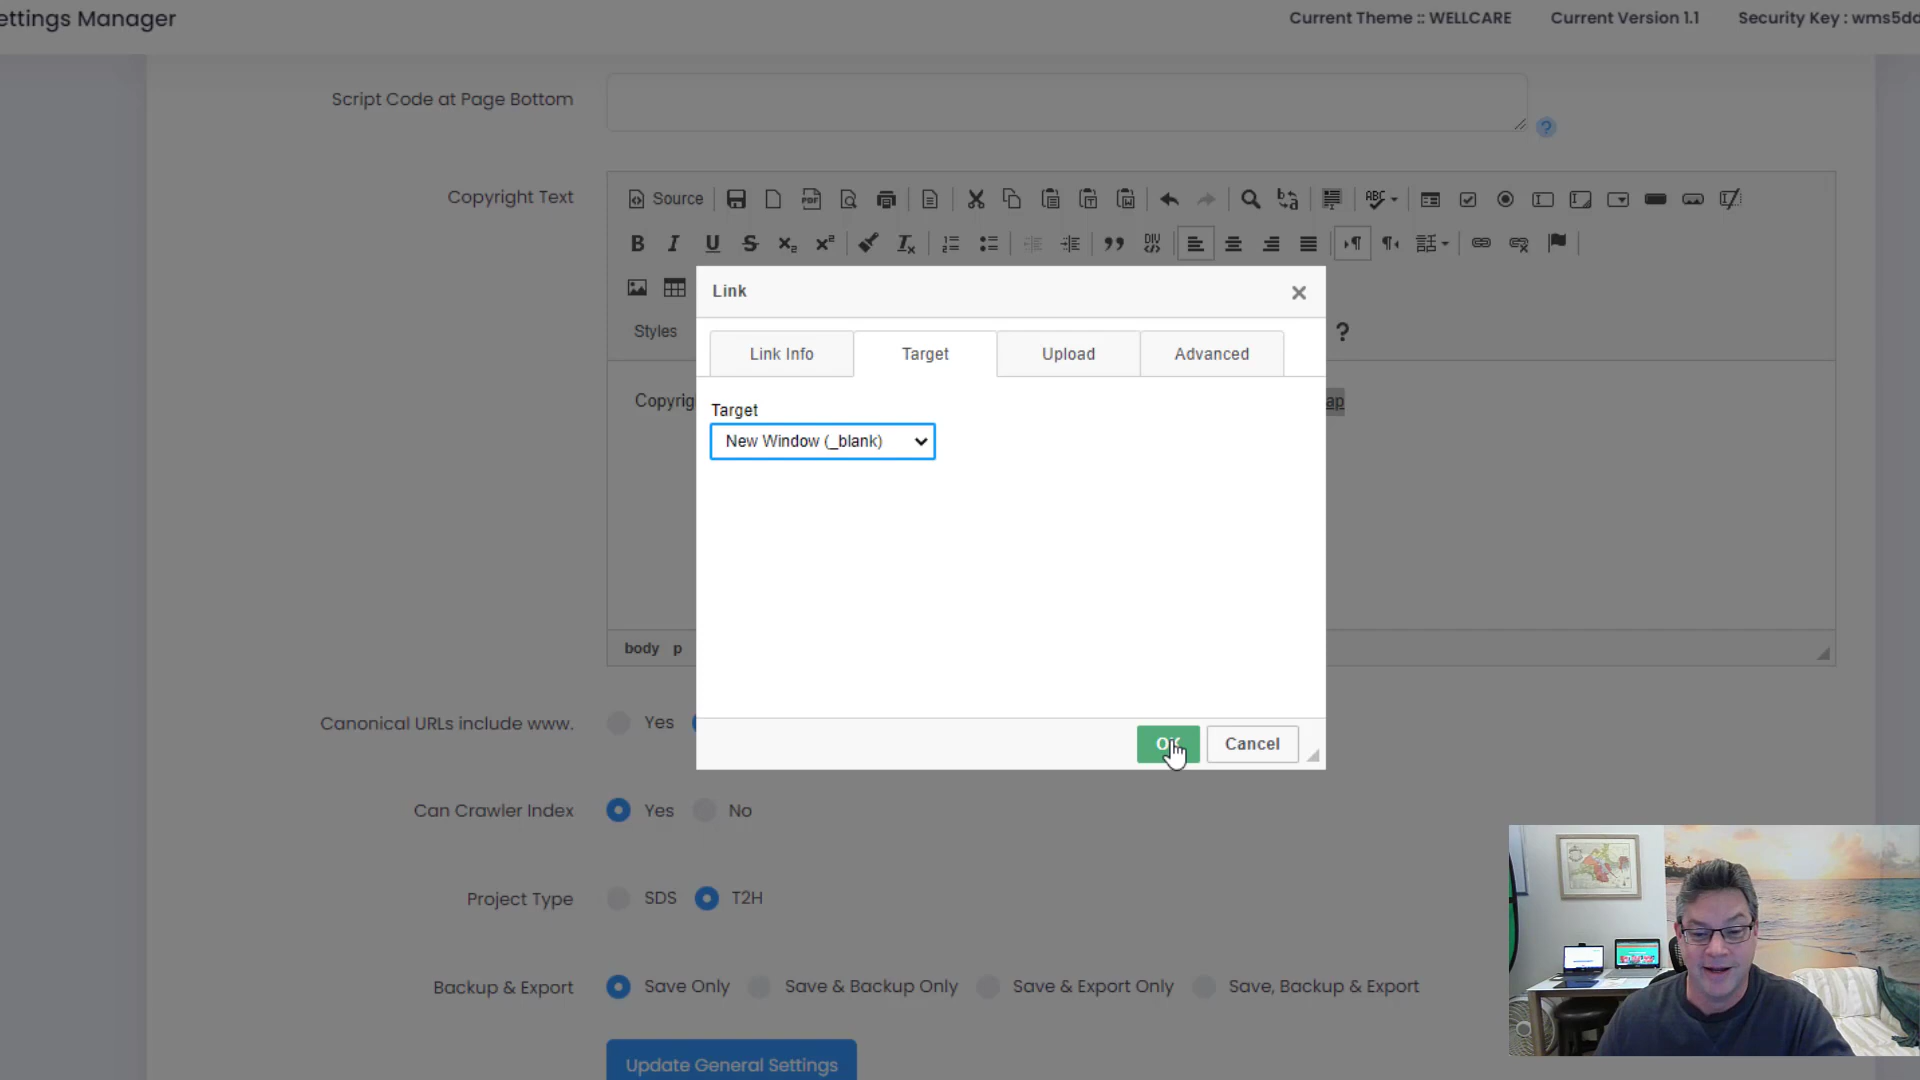 ettings Manager
Current Theme :: WELLCARE
Current Version 1.1
Security Key : wms5dd
Script Code at Page Bottom
?
Copyright Text
Source
Styles
?
Link
Link Info
Target
Upload
Advanced
Target
New Window (_blank)
Copyrig
ap
body p
OK
Cancel
Canonical URLs include www.
Yes
Can Crawler Index
Yes
No
Project Type
SDS
T2H
Backup & Export
Save Only
Save & Backup Only
Save & Export Only
Save, Backup & Export
Update General Settings